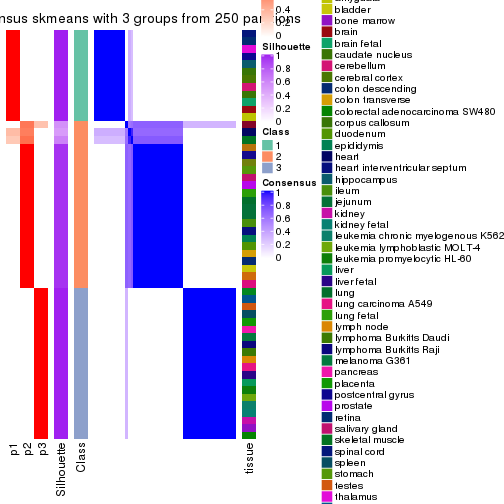 nsus skmeans with 3 groups from 250 pa
ons
0.4
0.2
0
Silhouette
1
0.8
0.6
0.4
0.2
0
Class
1
2
3
Consensus
1
0.8
0.6
0.4
0.2
0
p1
p2
p3
Silhouette
Class
tissue
bladder
bone marrow
brain
brain fetal
caudate nucleus
cerebellum
cerebral cortex
colon descending
colon transverse
colorectal adenocarcinoma SW480
corpus callosum
duodenum
epididymis
heart
heart interventricular septum
hippocampus
ileum
jejunum
kidney
kidney fetal
leukemia chronic myelogenous K562
leukemia lymphoblastic MOLT-4
leukemia promyelocytic HL-60
liver
liver fetal
lung
lung carcinoma A549
lung fetal
lymph node
lymphoma Burkitts Daudi
lymphoma Burkitts Raji
melanoma G361
pancreas
placenta
postcentral gyrus
prostate
retina
salivary gland
skeletal muscle
spinal cord
spleen
stomach
testes
thalamus